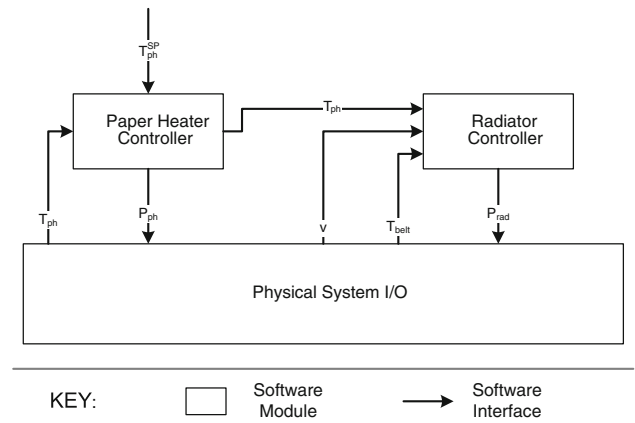 T_ph^SP
Paper Heater
Controller
T_ph
Radiator
Controller
T_ph
P_ph
v
T_belt
P_rad
Physical System I/O
KEY:
Software
Module
Software
Interface